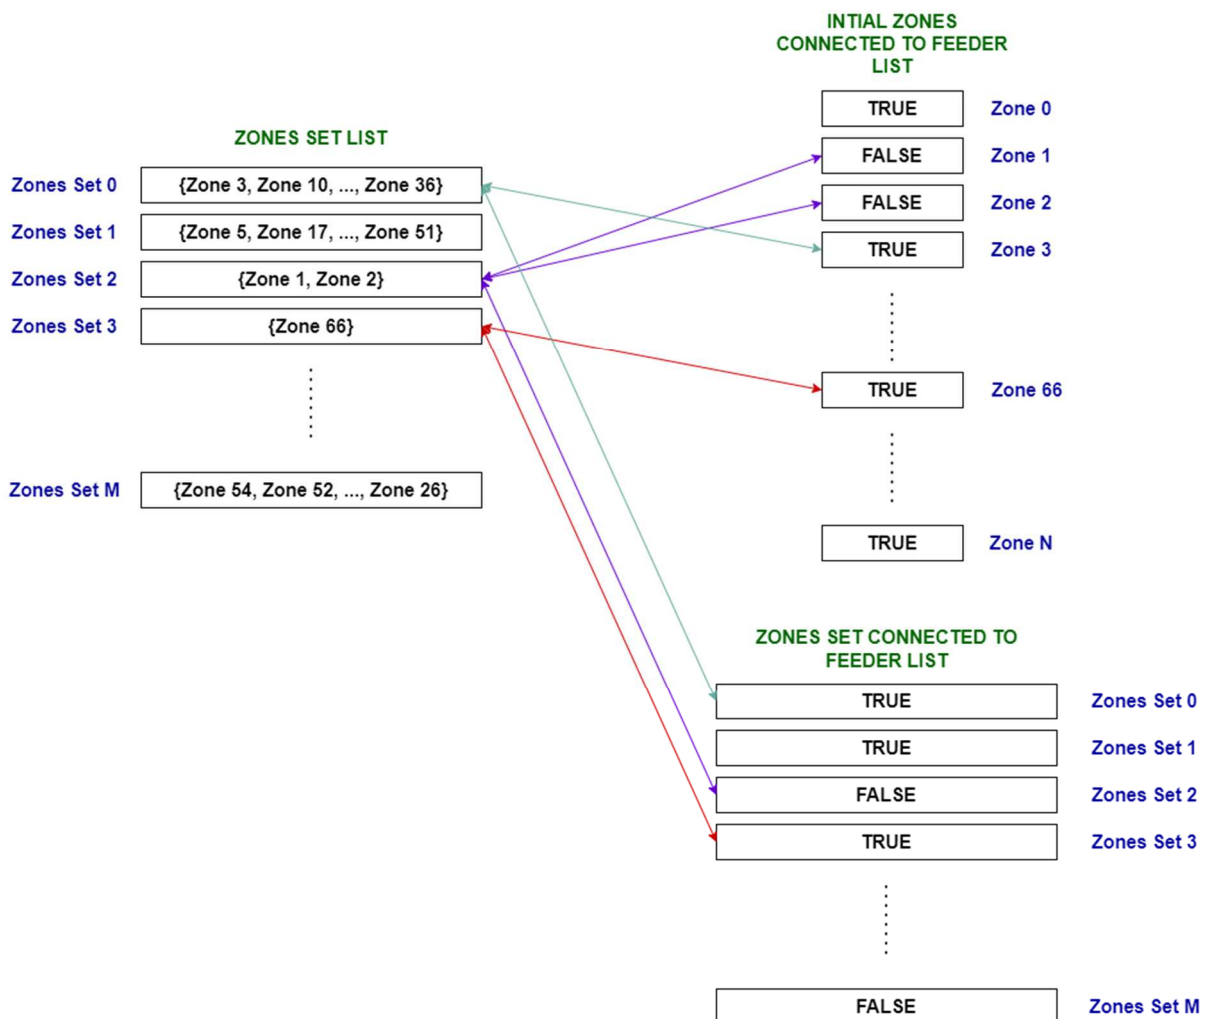 INTIAL ZONES
CONNECTED TO FEEDER
LIST
TRUE Zone 0
FALSE Zone 1
FALSE Zone 2
TRUE Zone 3
TRUE Zone 66
TRUE Zone N
ZONES SET LIST
Zones Set 0 {Zone 3, Zone 10, ..., Zone 36}
Zones Set 1 {Zone 5, Zone 17, ..., Zone 51}
Zones Set 2 {Zone 1, Zone 2}
Zones Set 3 {Zone 66}
Zones Set M {Zone 54, Zone 52, ..., Zone 26}
ZONES SET CONNECTED TO
FEEDER LIST
TRUE Zones Set 0
TRUE Zones Set 1
FALSE Zones Set 2
TRUE Zones Set 3
FALSE Zones Set M